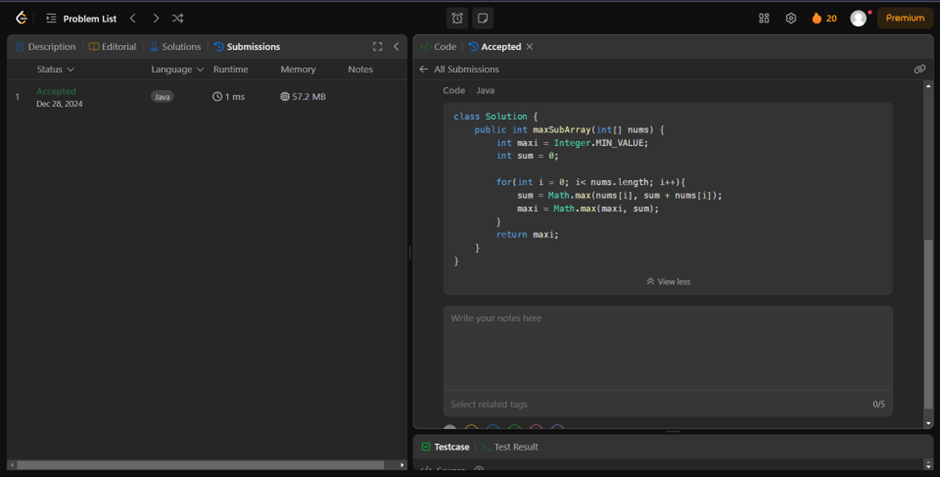 Problem List
20
Premium
Description
Editorial
Solutions
Submissions
Code
Accepted
Status
Language
Runtime
Memory
Notes
1
Accepted
Java
1 ms
57.2 MB
Dec 28, 2024
All Submissions
Code | Java
class Solution {
public int maxSubArray(int[] nums) {
int maxi = Integer.MIN_VALUE;
int sum = 0;
for(int i = 0; i< nums.length; i++){
sum = Math.max(nums[i], sum + nums[i]);
maxi = Math.max(maxi, sum);
}
return maxi;
}
}
View less
Write your notes here
Select related tags
0/5
Testcase
Test Result